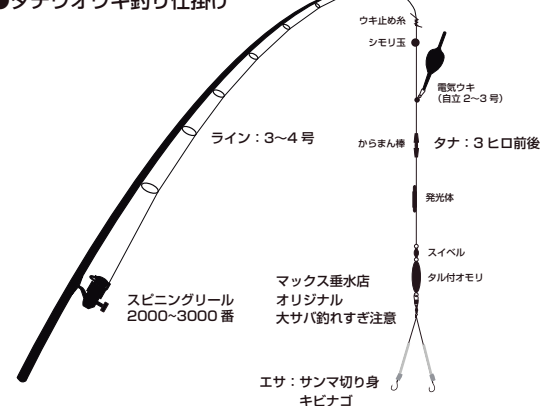 ●タチウオウキ釣り仕掛け
ウキ止め糸
シモリ玉
電気ウキ
（自立 2〜3 号）
ライン：3〜4 号
からまん棒
タナ：3 ヒロ前後
発光体
スイベル
タル付オモリ
マックス垂水店
オリジナル
大サバ釣れすぎ注意
スピニングリール
2000~3000 番
エサ：サンマ切り身
キビナゴ